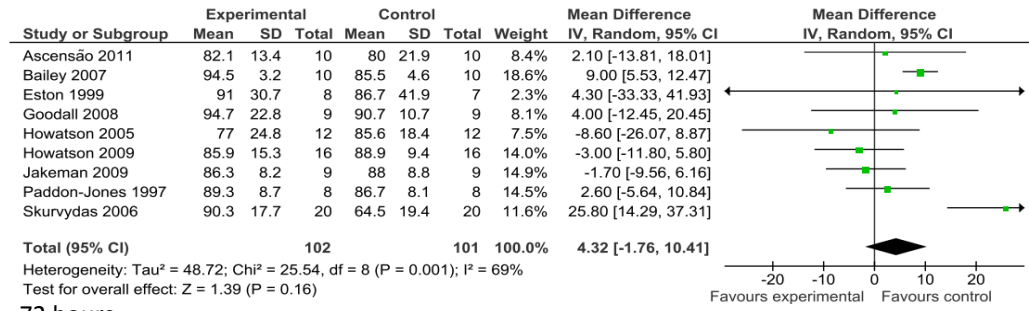 Experimental Control Mean Difference Mean Difference
Study or Subgroup Mean SD Total Mean SD Total Weight IV, Random, 95% CI IV, Random, 95% CI
Ascensão 2011 82.1 13.4 10 80 21.9 10 8.4% 2.10 [-13.81, 18.01]
Bailey 2007 94.5 3.2 10 85.5 4.6 10 18.6% 9.00 [5.53, 12.47]
Eston 1999 91 30.7 8 86.7 41.9 7 2.3% 4.30 [-33.33, 41.93]
Goodall 2008 94.7 22.8 9 90.7 10.7 9 8.1% 4.00 [-12.45, 20.45]
Howatson 2005 77 24.8 12 85.6 18.4 12 7.5% -8.60 [-26.07, 8.87]
Howatson 2009 85.9 15.3 16 88.9 9.4 16 14.0% -3.00 [-11.80, 5.80]
Jakeman 2009 86.3 8.2 9 88 8.8 9 14.9% -1.70 [-9.56, 6.16]
Paddon-Jones 1997 89.3 8.7 8 86.7 8.1 8 14.5% 2.60 [-5.64, 10.84]
Skurvydas 2006 90.3 17.7 20 64.5 19.4 20 11.6% 25.80 [14.29, 37.31]
Total (95% CI) 102 101 100.0% 4.32 [-1.76, 10.41]
Heterogeneity: Tau² = 48.72; Chi² = 25.54, df = 8 (P = 0.001); I² = 69%
Test for overall effect: Z = 1.39 (P = 0.16)
-20 -10 0 10 20
Favours experimental Favours control